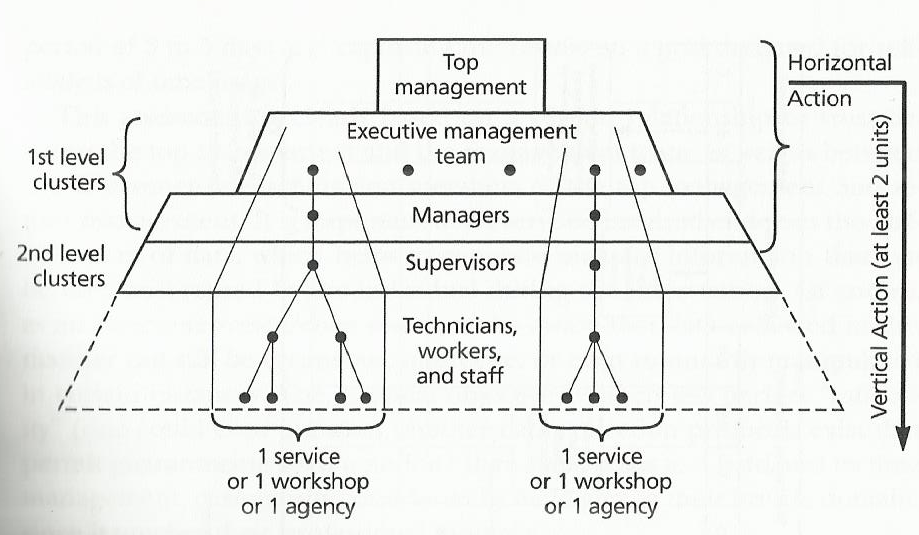 Top
management
Horizontal
Action
Executive management
team
1st level
clusters
Managers
2nd level
clusters
Supervisors
Technicians,
workers,
and staff
Vertical Action (at least 2 units)
1 service
or 1 workshop
or 1 agency
1 service
or 1 workshop
or 1 agency